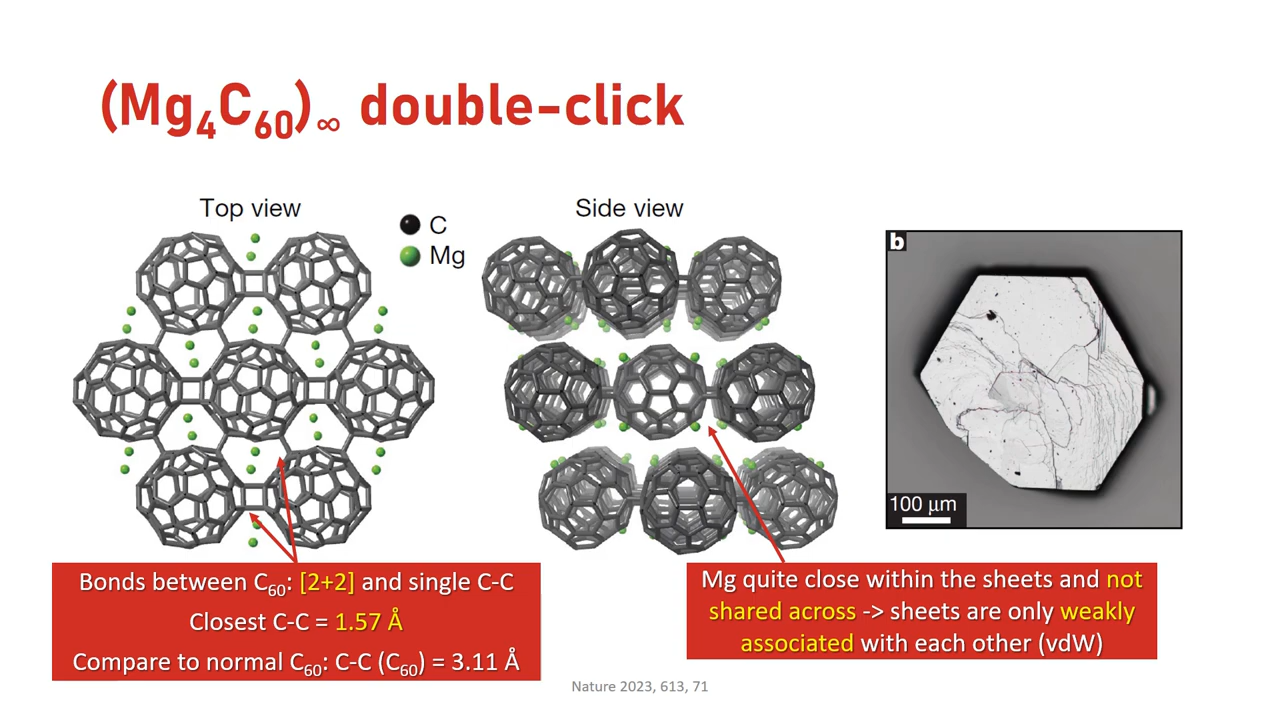 (Mg₄C₆₀)∞ double-click
Top view
C
Mg
Side view
b
100 µm
Bonds between C₆₀: [2+2] and single C-C
Closest C-C = 1.57 Å
Compare to normal C₆₀: C-C (C₆₀) = 3.11 Å
Mg quite close within the sheets and not
shared across -> sheets are only weakly
associated with each other (vdW)
Nature 2023, 613, 71